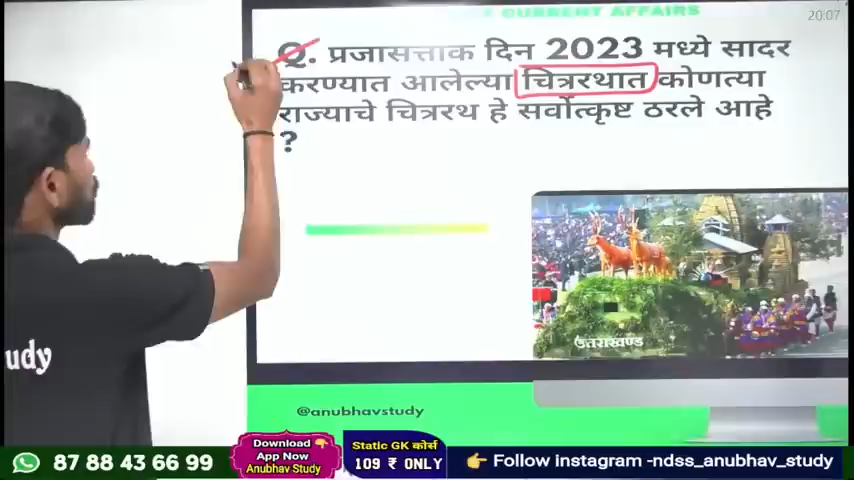 CURRENT AFFAIRS
20:07
Q. प्रजासत्ताक दिन 2023 मध्ये सादर
करण्यात आलेल्या चित्ररथात कोणत्या
राज्याचे चित्ररथ हे सर्वोत्कृष्ट ठरले आहे
?
उत्तराखण्ड
udy
@anubhavstudy
87 88 43 66 99
Download
App Now
Anubhav Study
Static GK कोर्स
109 ₹ ONLY
Follow instagram -ndss_anubhav_study